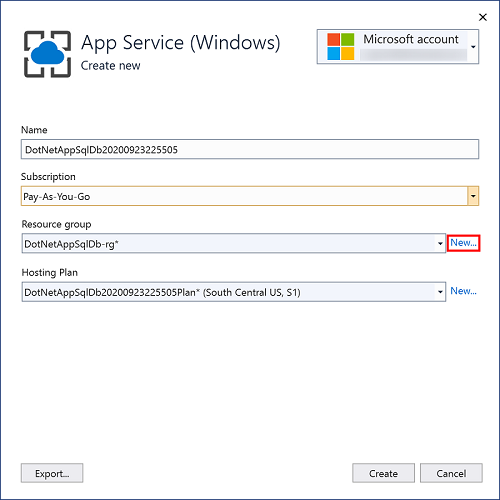 App Service (Windows)
Create new
Microsoft account
Name
DotNetAppSqlDb20200923225505
Subscription
Pay-As-You-Go
Resource group
DotNetAppSqlDb-rg*
New...
Hosting Plan
DotNetAppSqlDb20200923225505Plan* (South Central US, S1)
New...
Export...
Create
Cancel